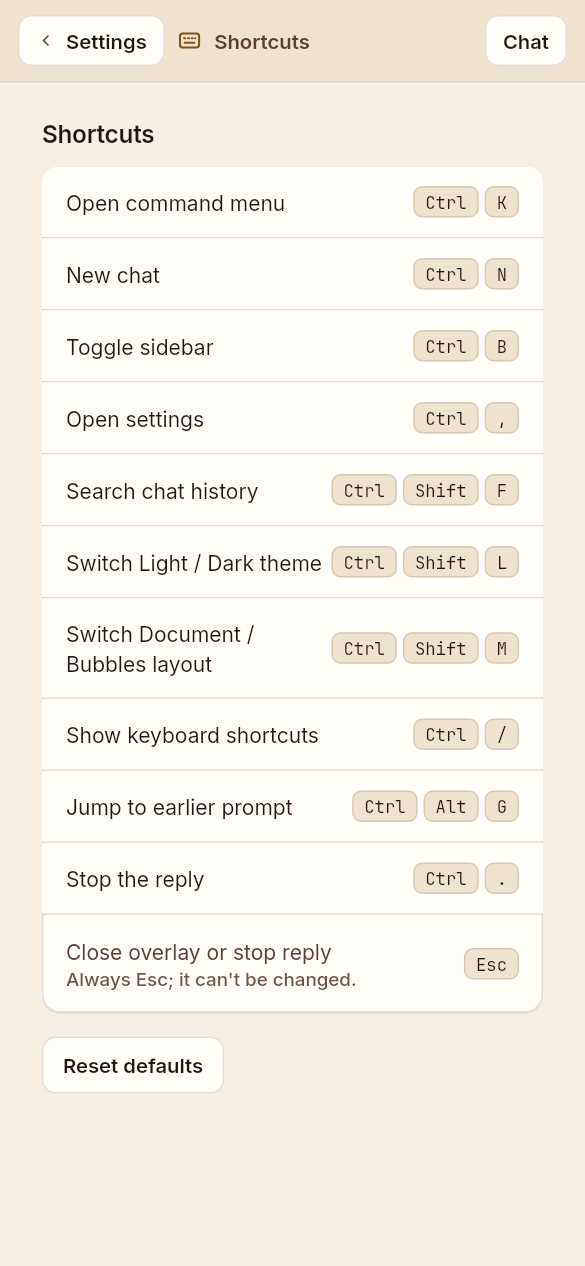 Settings
Shortcuts
Chat
Shortcuts
Open command menu Ctrl K
New chat Ctrl N
Toggle sidebar Ctrl B
Open settings Ctrl ,
Search chat history Ctrl Shift F
Switch Light / Dark theme Ctrl Shift L
Switch Document /
Bubbles layout Ctrl Shift M
Show keyboard shortcuts Ctrl /
Jump to earlier prompt Ctrl Alt G
Stop the reply Ctrl .
Close overlay or stop reply Esc
Always Esc; it can't be changed.
Reset defaults